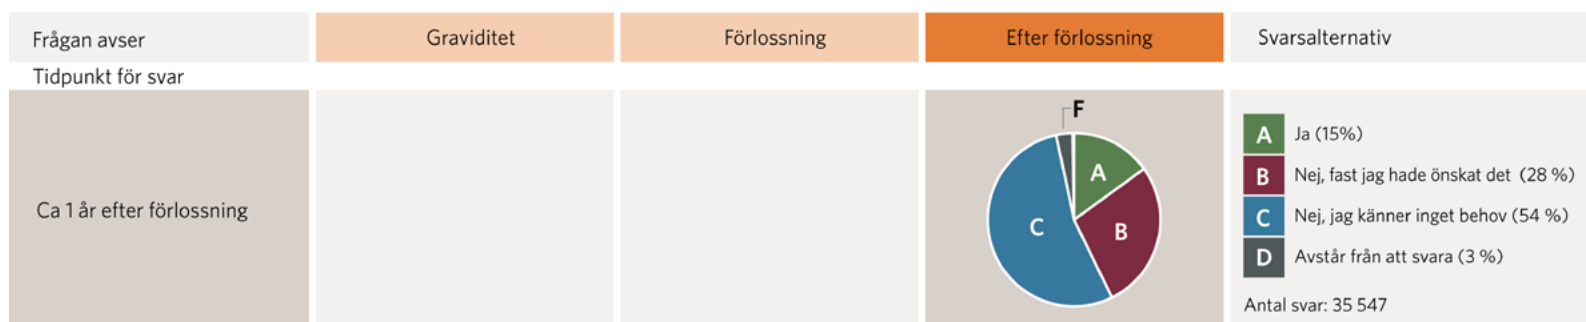 Frågan avser Graviditet Förlossning Efter förlossning Svarsalternativ
Tidpunkt för svar
Ca 1 år efter förlossning
F
A
B
C
A Ja (15%)
B Nej, fast jag hade önskat det (28 %)
C Nej, jag känner inget behov (54 %)
D Avstår från att svara (3 %)
Antal svar: 35 547